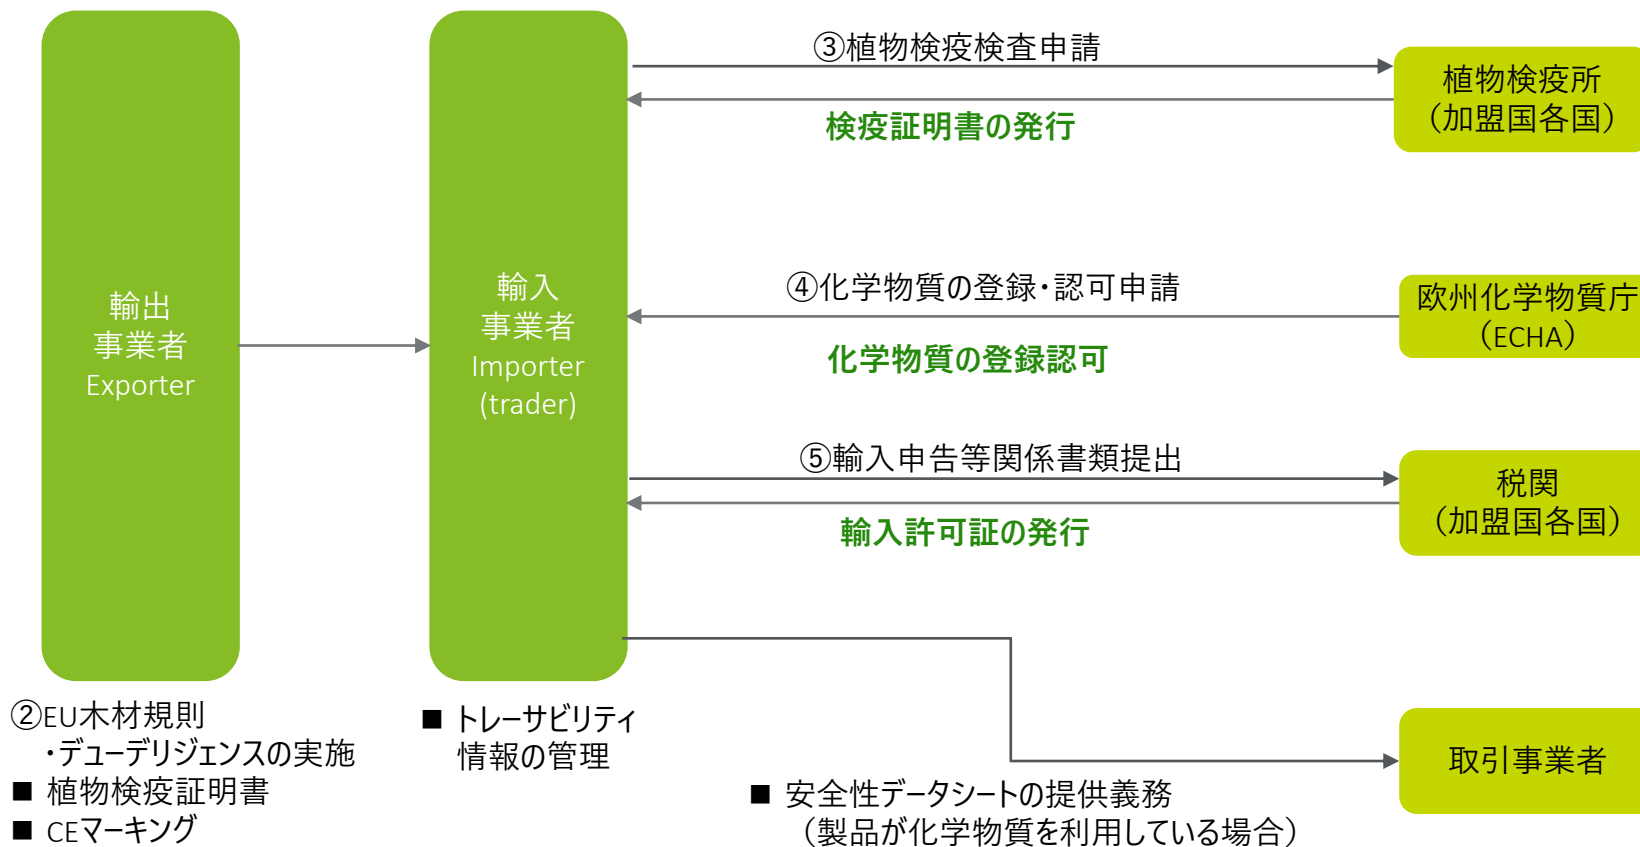 輸出
事業者
Exporter
②EU木材規則
・デューデリジェンスの実施
■ 植物検疫証明書
■ CEマーキング
輸入
事業者
Importer
(trader)
■ トレーサビリティ
情報の管理
③植物検疫検査申請
検疫証明書の発行
植物検疫所
（加盟国各国）
④化学物質の登録・認可申請
化学物質の登録認可
欧州化学物質庁
（ECHA）
⑤輸入申告等関係書類提出
輸入許可証の発行
税関
（加盟国各国）
取引事業者
■ 安全性データシートの提供義務
（製品が化学物質を利用している場合）